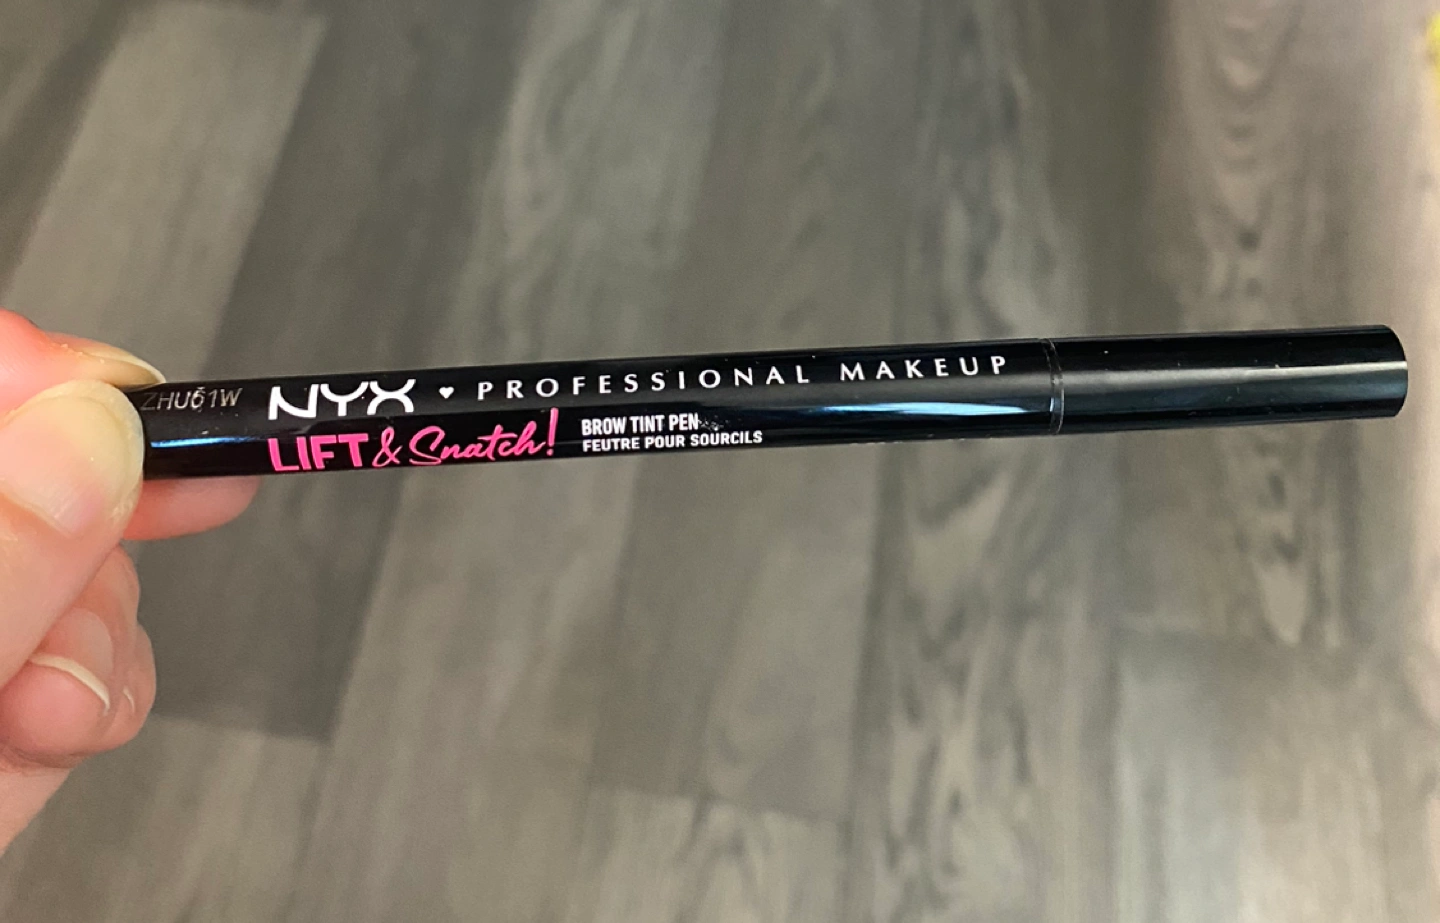 ZHU61W
NYX ♥ PROFESSIONAL MAKEUP
LIFT & Snatch!
BROW TINT PEN
FEUTRE POUR SOURCILS